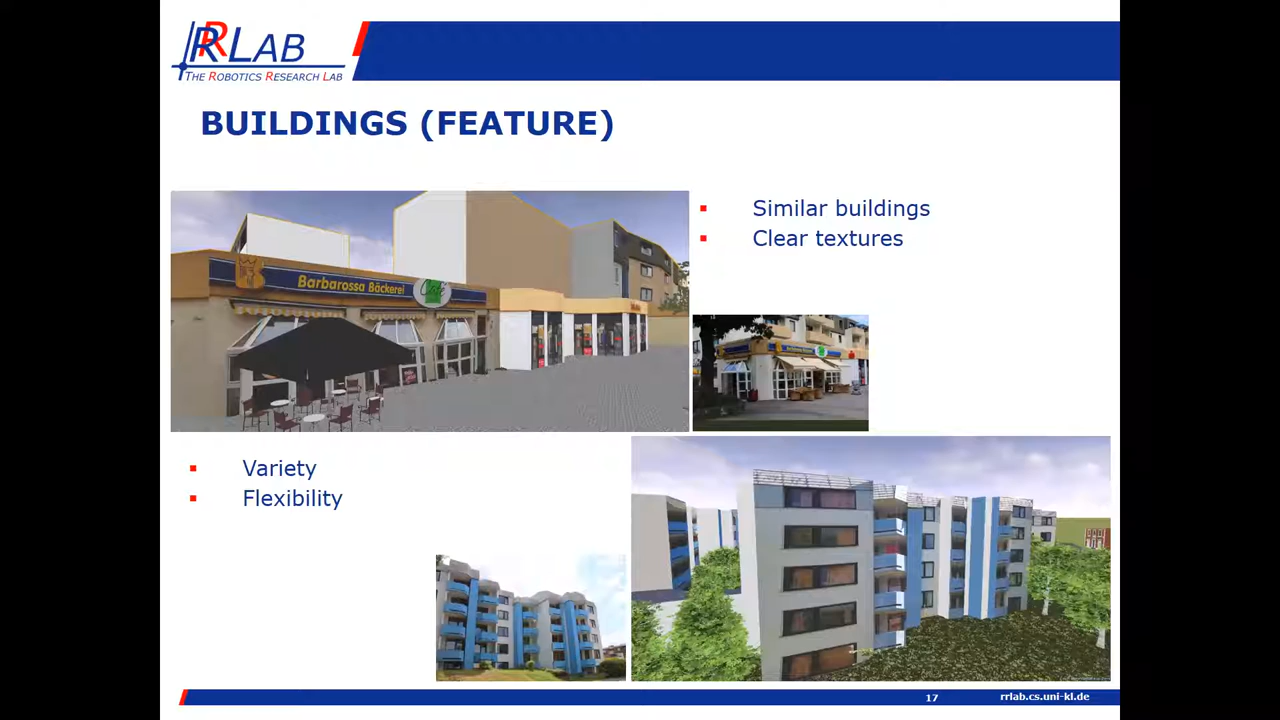 RRLAB
THE ROBOTICS RESEARCH LAB
BUILDINGS (FEATURE)
Similar buildings
Clear textures
Barbarossa Bäckerei
Café
Variety
Flexibility
17
rrlab.cs.uni-kl.de